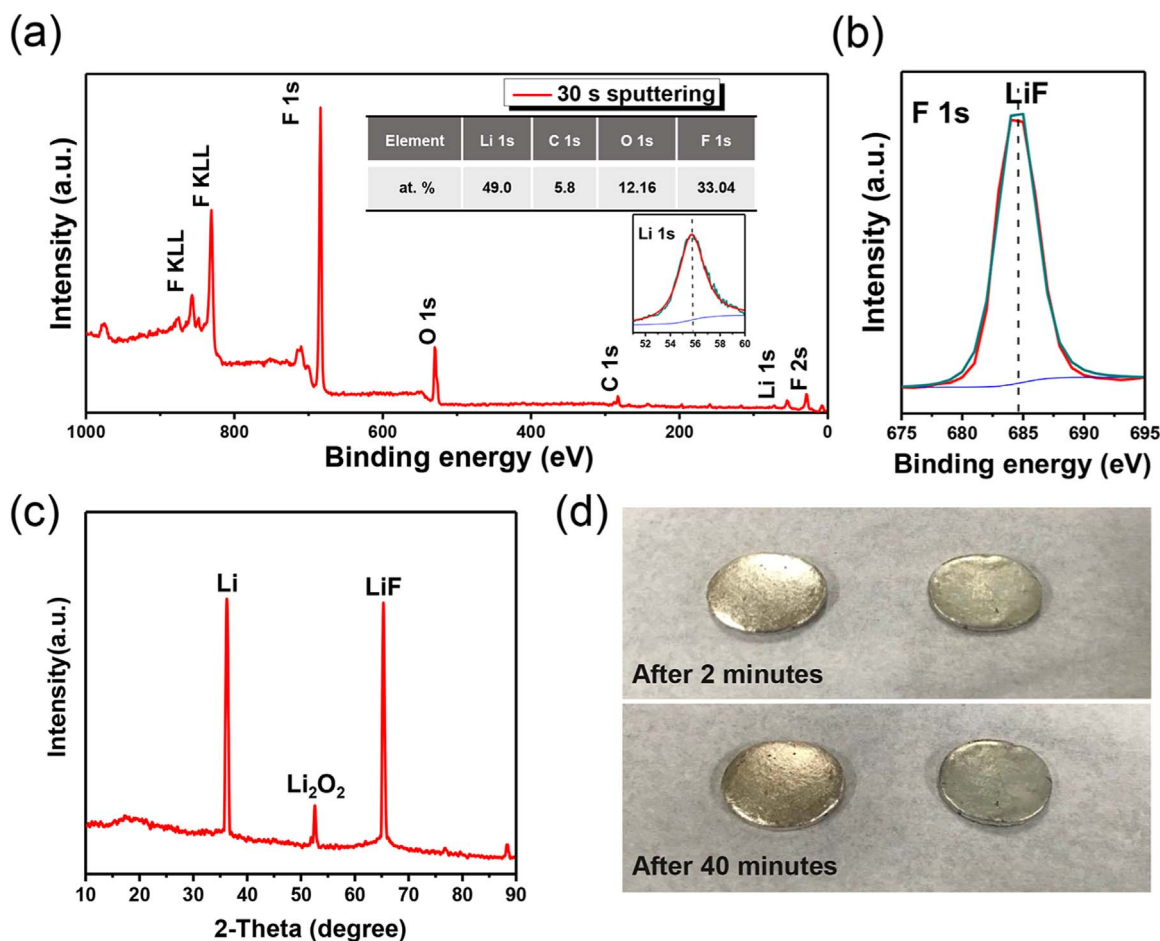 (a)
Intensity (a.u.)
F KLL
F KLL
F 1s
O 1s
C 1s
Li 1s
F 2s
30 s sputtering
Element Li 1s C 1s O 1s F 1s
at. % 49.0 5.8 12.16 33.04
Li 1s
52 54 56 58 60
1000 800 600 400 200 0
Binding energy (eV)
(b)
Intensity (a.u.)
F 1s
LiF
675 680 685 690 695
Binding energy (eV)
(c)
Intensity(a.u.)
Li
Li₂O₂
LiF
10 20 30 40 50 60 70 80 90
2-Theta (degree)
(d)
After 2 minutes
After 40 minutes